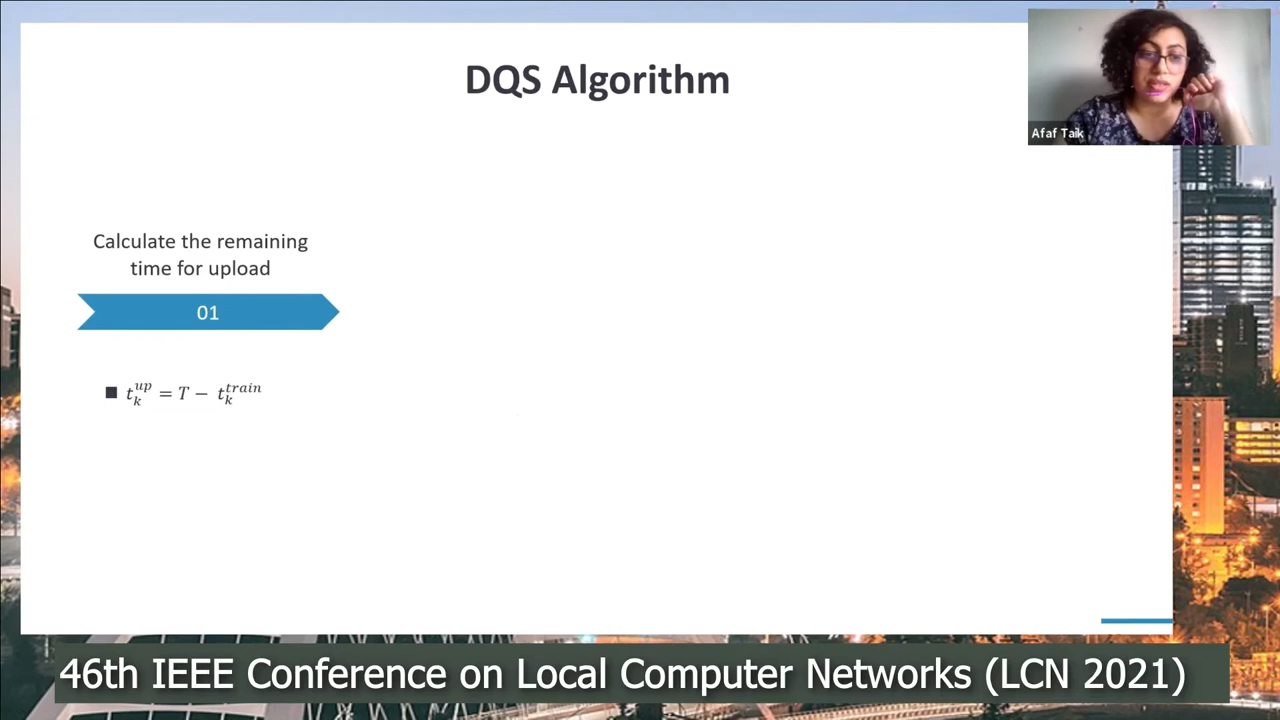 DQS Algorithm
Afaf Taik
Calculate the remaining
time for upload
01
■ $t_k^{up} = T - t_k^{train}$
46th IEEE Conference on Local Computer Networks (LCN 2021)